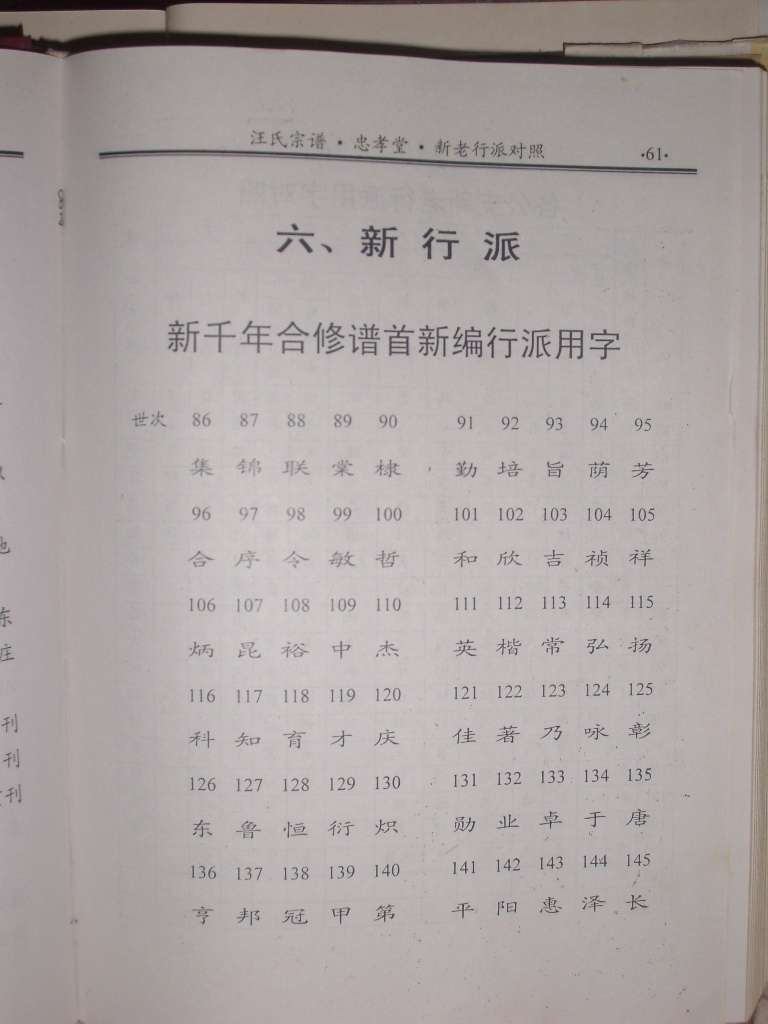 汪氏宗谱·忠孝堂·新老行派对照 ·61·
六、新行派
新千年合修谱首新编行派用字
世次 86 87 88 89 90 91 92 93 94 95
集 锦 联 棠 棣 勤 培 旨 荫 芳
96 97 98 99 100 101 102 103 104 105
合 序 令 敏 哲 和 欣 吉 祯 祥
106 107 108 109 110 111 112 113 114 115
炳 昆 裕 中 杰 英 楷 常 弘 扬
116 117 118 119 120 121 122 123 124 125
科 知 育 才 庆 佳 著 乃 咏 彰
126 127 128 129 130 131 132 133 134 135
东 鲁 恒 衍 炽 勋 业 卓 于 唐
136 137 138 139 140 141 142 143 144 145
亨 邦 冠 甲 第 平 阳 惠 泽 长
东
庄
刊
刊
刊